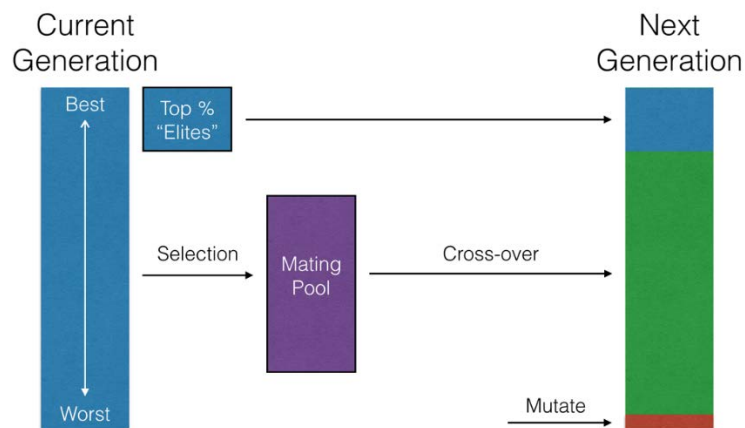 Current
Generation
Next
Generation
Best
Top %
“Elites”
Selection
Mating
Pool
Cross-over
Worst
Mutate